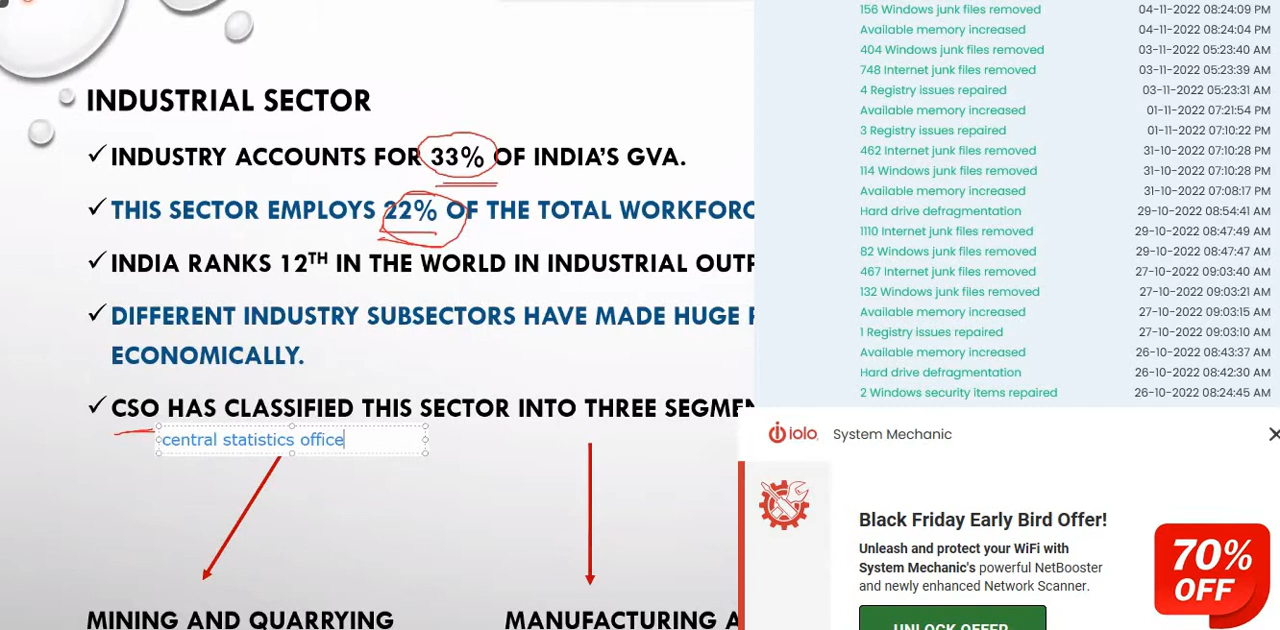 INDUSTRIAL SECTOR
✓ INDUSTRY ACCOUNTS FOR 33% OF INDIA'S GVA.
✓ THIS SECTOR EMPLOYS 22% OF THE TOTAL
✓ INDIA RANKS 12TH IN THE WORLD IN INDUSTRIAL
✓ DIFFERENT INDUSTRY SUBSECTORS HAVE MADE HUGE
ECONOMICALLY.
✓ CSO HAS CLASSIFIED THIS SECTOR INTO THREE
central statistics office
MINING AND QUARRYING
MANUFACTURING
156 Windows junk files removed 04-11-2022 08:24:09 PM
Available memory increased 04-11-2022 08:24:04 PM
404 Windows junk files removed 03-11-2022 05:23:40 AM
748 Internet junk files removed 03-11-2022 05:23:39 AM
4 Registry issues repaired 03-11-2022 05:23:31 AM
Available memory increased 01-11-2022 07:21:54 PM
3 Registry issues repaired 01-11-2022 07:10:22 PM
462 Internet junk files removed 31-10-2022 07:10:28 PM
114 Windows junk files removed 31-10-2022 07:10:28 PM
Available memory increased 31-10-2022 07:08:17 PM
Hard drive defragmentation 29-10-2022 08:54:41 AM
1110 Internet junk files removed 29-10-2022 08:47:49 AM
82 Windows junk files removed 29-10-2022 08:47:47 AM
467 Internet junk files removed 27-10-2022 09:03:40 AM
132 Windows junk files removed 27-10-2022 09:03:21 AM
Available memory increased 27-10-2022 09:03:15 AM
1 Registry issues repaired 27-10-2022 09:03:10 AM
Available memory increased 26-10-2022 08:43:37 AM
Hard drive defragmentation 26-10-2022 08:42:30 AM
2 Windows security items repaired 26-10-2022 08:24:45 AM
iolo System Mechanic
Black Friday Early Bird Offer!
Unleash and protect your WiFi with
System Mechanic's powerful NetBooster
and newly enhanced Network Scanner.
70%
OFF
UNLOCK OFFER